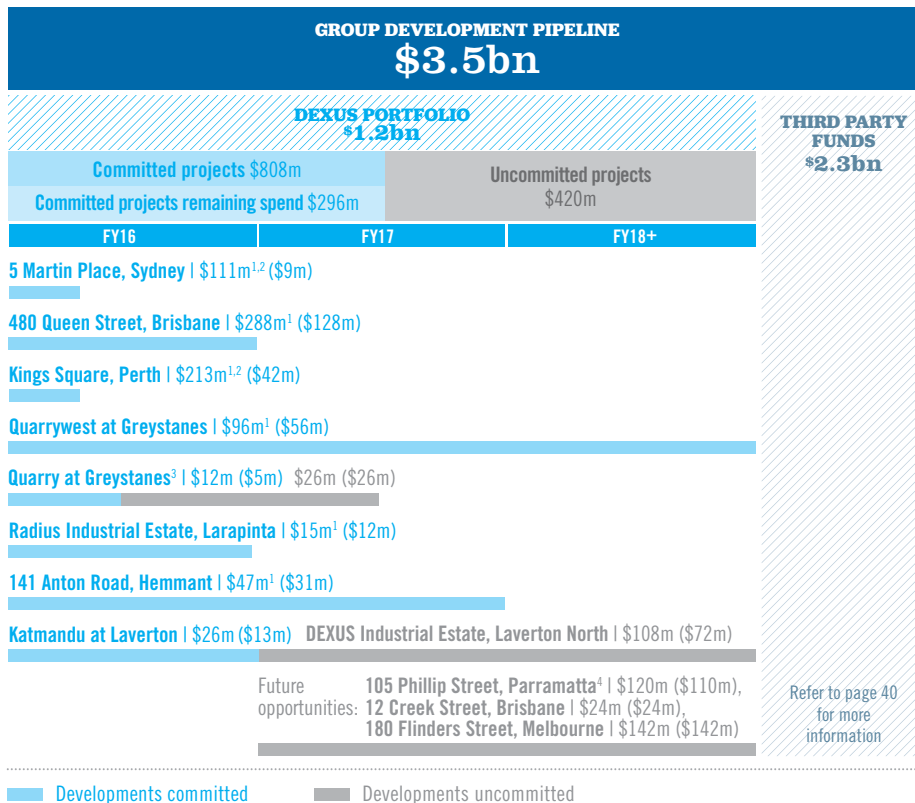 GROUP DEVELOPMENT PIPELINE
$3.5bn
DEXUS PORTFOLIO
$1.2bn
THIRD PARTY
FUNDS
$2.3bn
Committed projects $808m
Committed projects remaining spend $296m
Uncommitted projects
$420m
FY16 FY17 FY18+
5 Martin Place, Sydney | $111m1,2 ($9m)
480 Queen Street, Brisbane | $288m1 ($128m)
Kings Square, Perth | $213m1,2 ($42m)
Quarrywest at Greystanes | $96m1 ($56m)
Quarry at Greystanes3 | $12m ($5m) $26m ($26m)
Radius Industrial Estate, Larapinta | $15m1 ($12m)
141 Anton Road, Hemmant | $47m1 ($31m)
Katmandu at Laverton | $26m ($13m) DEXUS Industrial Estate, Laverton North | $108m ($72m)
Future opportunities:
105 Phillip Street, Parramatta4 | $120m ($110m),
12 Creek Street, Brisbane | $24m ($24m),
180 Flinders Street, Melbourne | $142m ($142m)
Refer to page 40
for more
information
Developments committed
Developments uncommitted